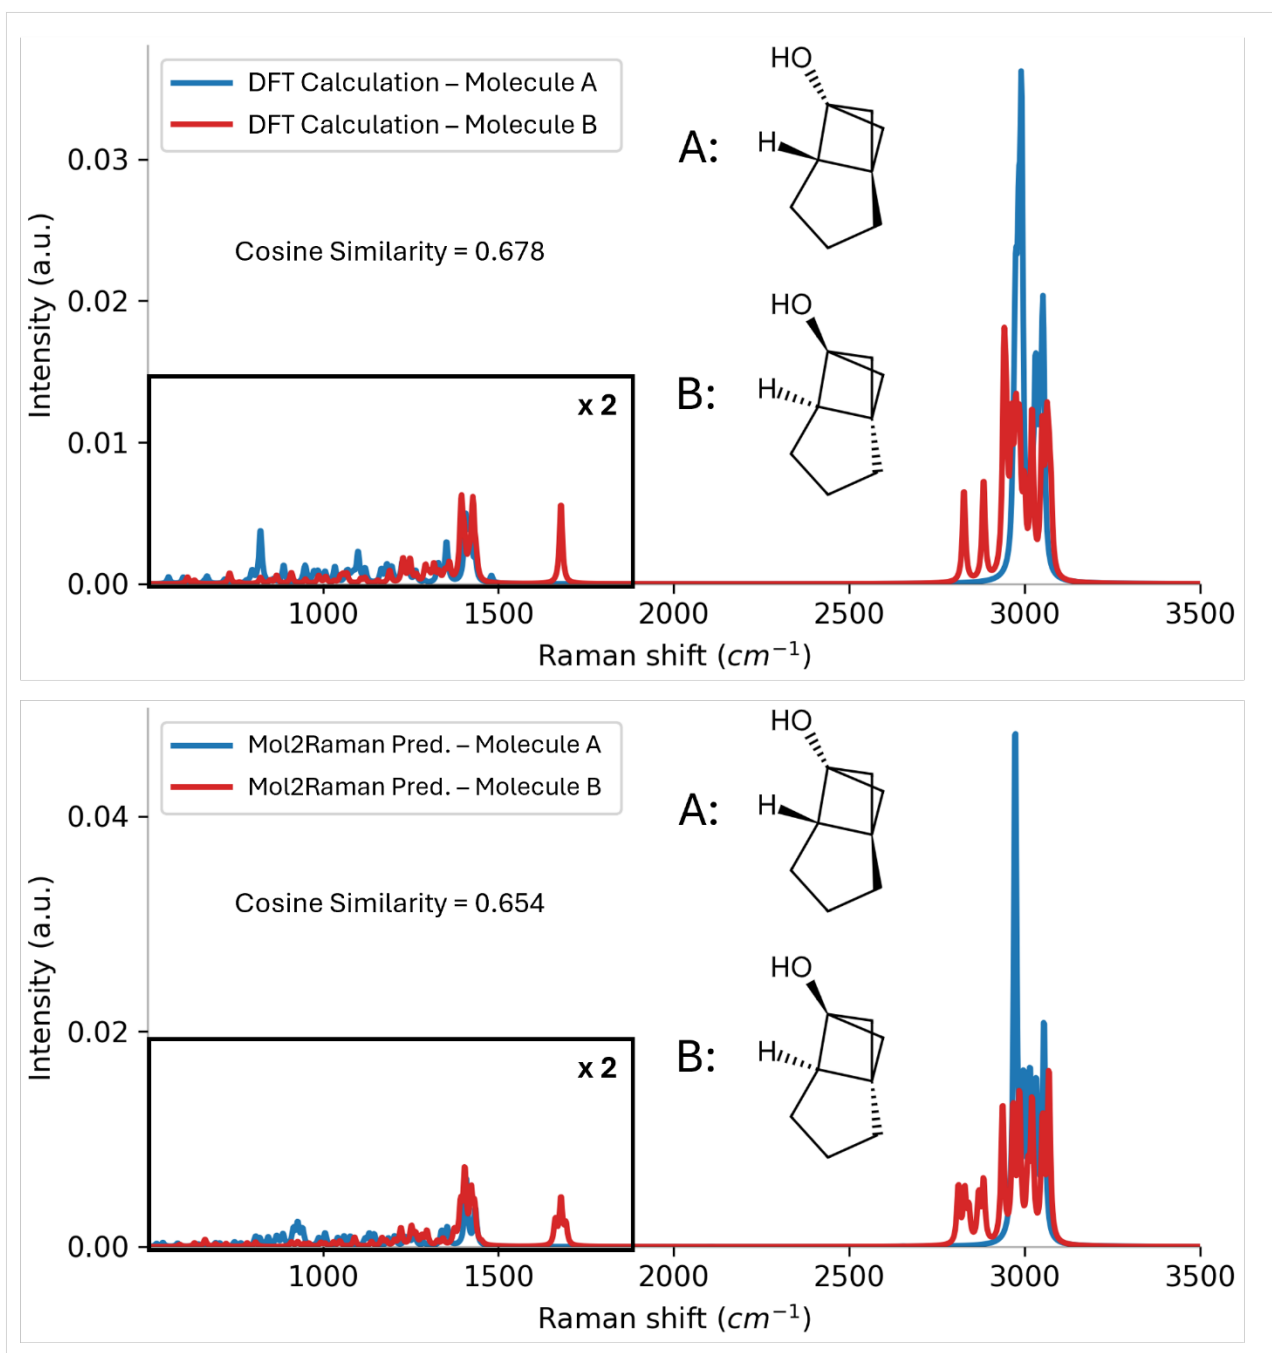 DFT Calculation – Molecule A
DFT Calculation – Molecule B
HO
A:
H
Cosine Similarity = 0.678
HO
B:
H
x 2
Intensity (a.u.)
0.03
0.02
0.01
0.00
1000 1500 2000 2500 3000 3500
Raman shift (cm⁻¹)
Mol2Raman Pred. – Molecule A
Mol2Raman Pred. – Molecule B
HO
A:
H
Cosine Similarity = 0.654
HO
B:
H
x 2
Intensity (a.u.)
0.04
0.02
0.00
1000 1500 2000 2500 3000 3500
Raman shift (cm⁻¹)